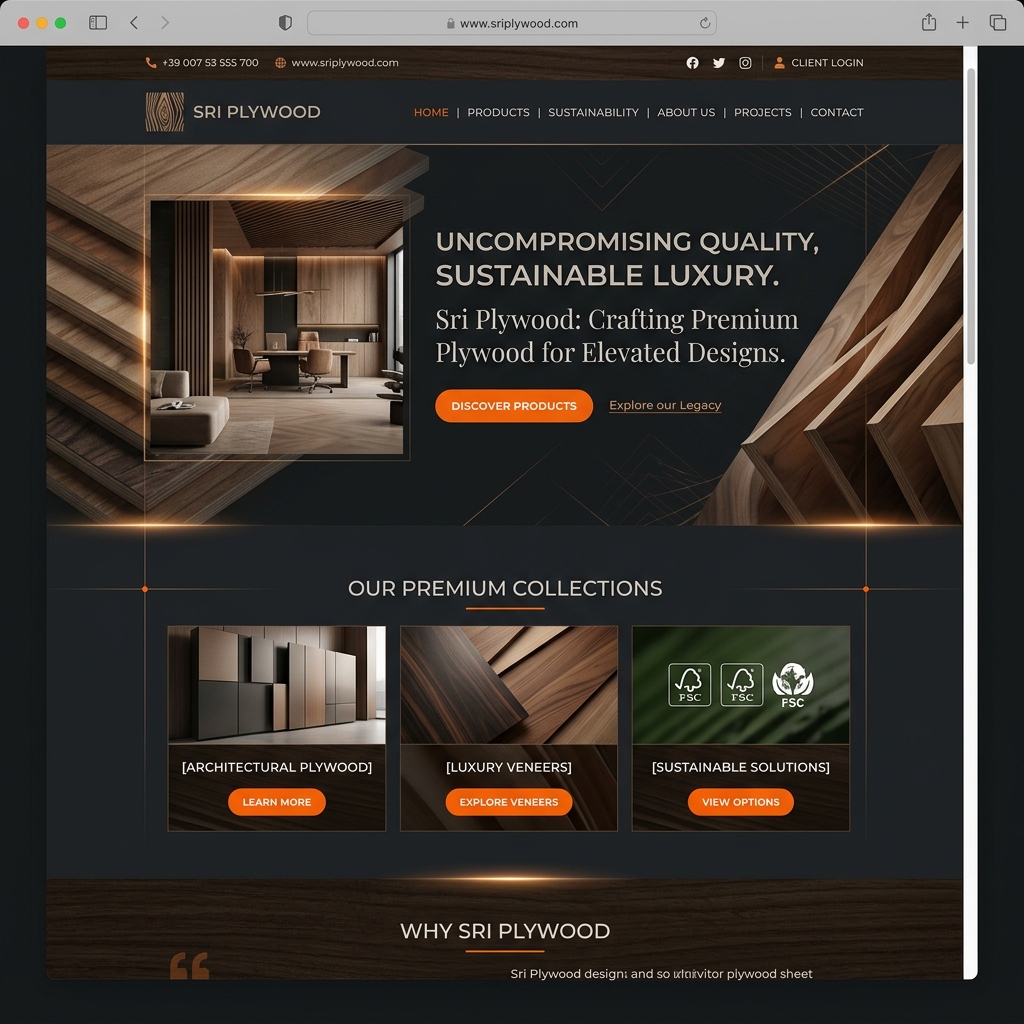 www.sriplywood.com
+39 007 53 555 700 www.sriplywood.com CLIENT LOGIN
SRI PLYWOOD
HOME | PRODUCTS | SUSTAINABILITY | ABOUT US | PROJECTS | CONTACT
UNCOMPROMISING QUALITY,
SUSTAINABLE LUXURY.
Sri Plywood: Crafting Premium
Plywood for Elevated Designs.
DISCOVER PRODUCTS Explore our Legacy
OUR PREMIUM COLLECTIONS
FSC FSC FSC
[ARCHITECTURAL PLYWOOD] [LUXURY VENEERS] [SUSTAINABLE SOLUTIONS]
LEARN MORE EXPLORE VENEERS VIEW OPTIONS
WHY SRI PLYWOOD
“
Sri Plywood and so plywood sheet